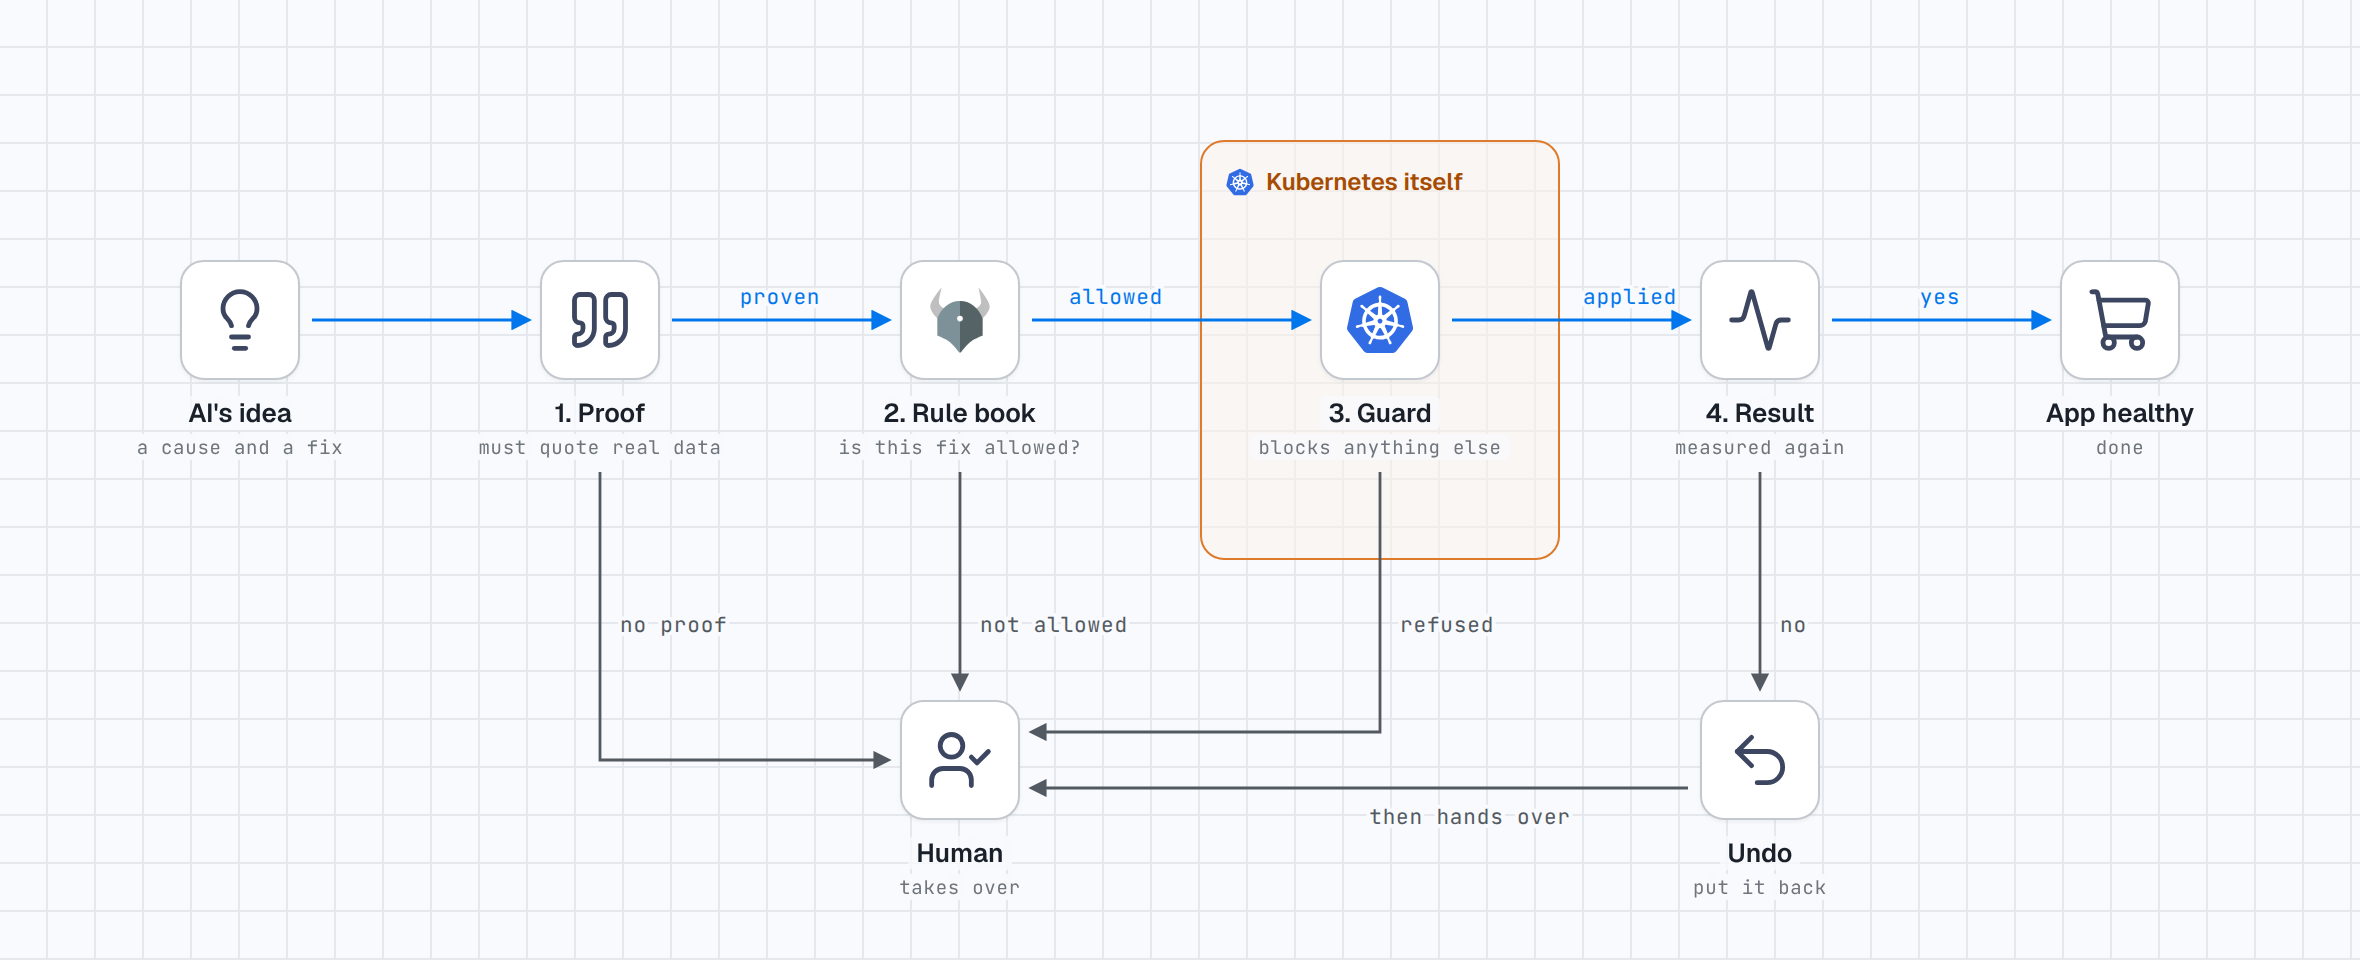 Kubernetes itself
proven
allowed
applied
yes
AI's idea
a cause and a fix
1. Proof
must quote real data
2. Rule book
is this fix allowed?
3. Guard
blocks anything else
4. Result
measured again
App healthy
done
no proof
not allowed
refused
no
then hands over
Human
takes over
Undo
put it back